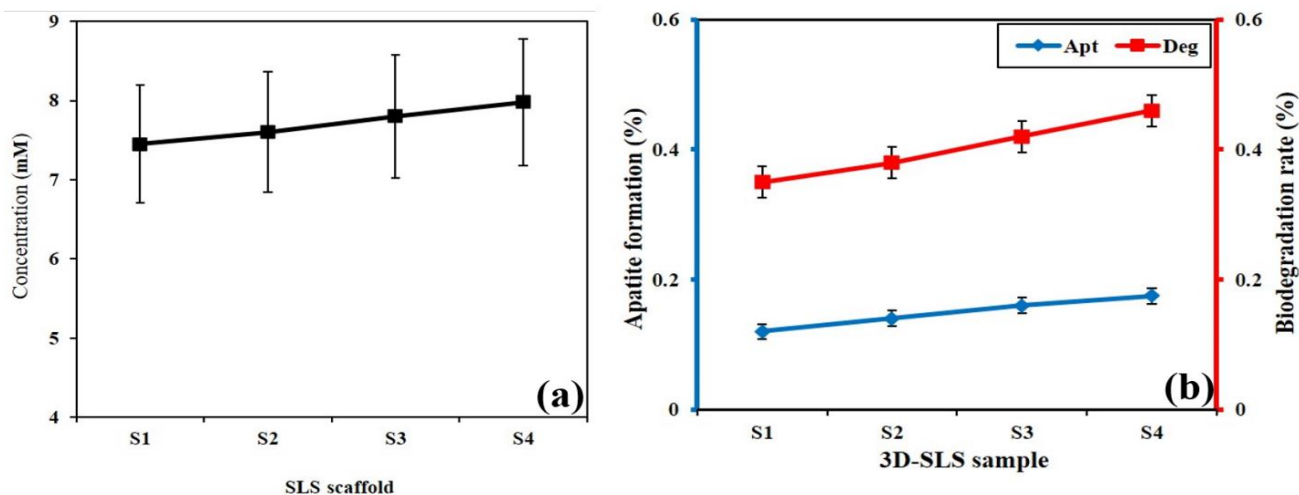 9
8
7
6
5
4
Concentration (mM)
S1 S2 S3 S4
SLS scaffold
(a)
0.6
0.4
0.2
0
Apatite formation (%)
Apt Deg
0.6
0.4
0.2
0
Biodegradation rate (%)
(b)
S1 S2 S3 S4
3D-SLS sample